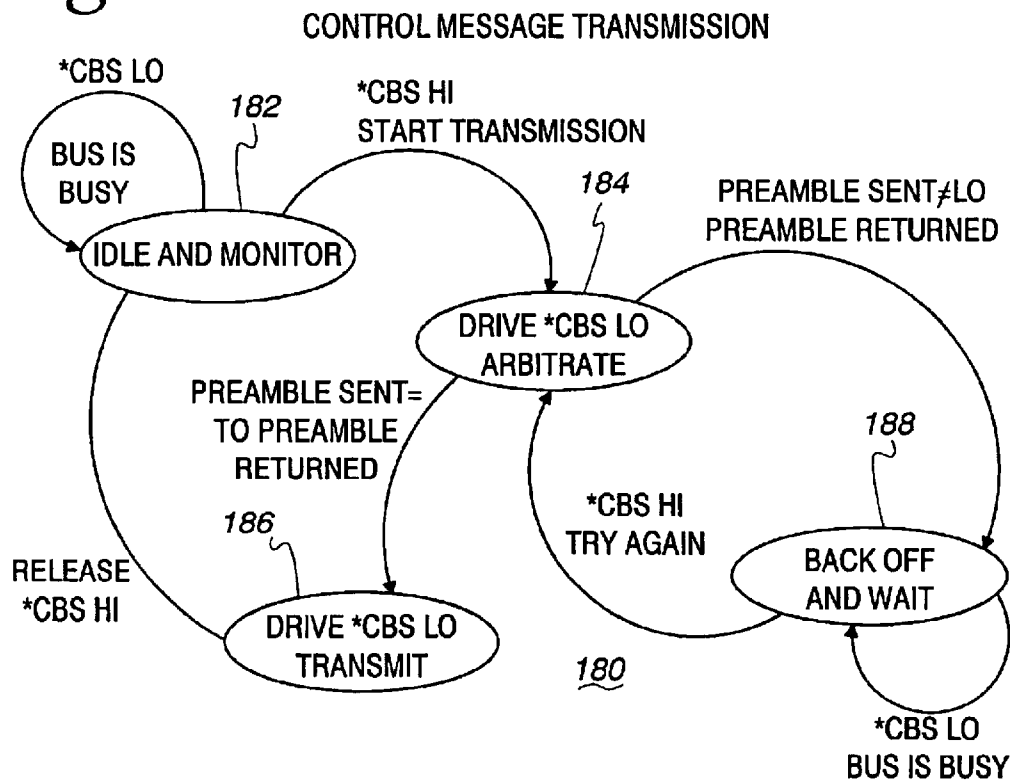 CONTROL MESSAGE TRANSMISSION
*CBS LO
BUS IS
BUSY
182
*CBS HI
START TRANSMISSION
184
PREAMBLE SENT≠LO
PREAMBLE RETURNED
IDLE AND MONITOR
DRIVE *CBS LO
ARBITRATE
PREAMBLE SENT=
TO PREAMBLE
RETURNED
188
*CBS HI
TRY AGAIN
186
RELEASE
*CBS HI
BACK OFF
AND WAIT
DRIVE *CBS LO
TRANSMIT
180
*CBS LO
BUS IS BUSY